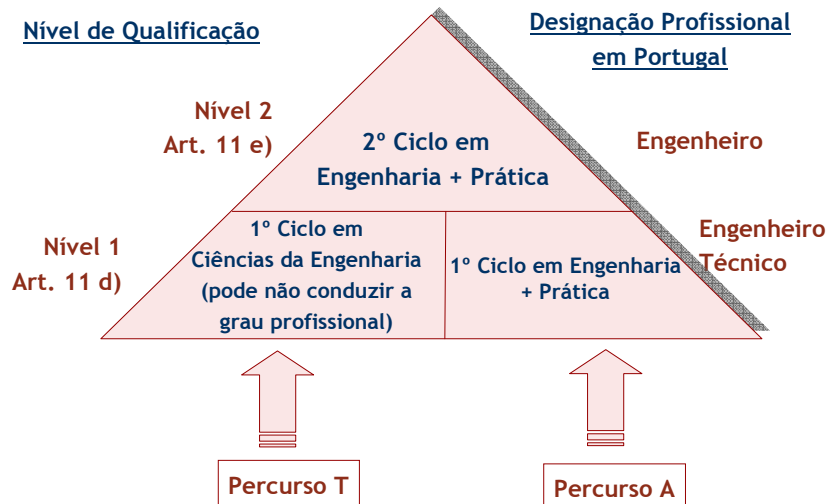 Nível de Qualificação
Designação Profissional
em Portugal
Nível 2
Art. 11 e)
2º Ciclo em
Engenharia + Prática
Engenheiro
Nível 1
Art. 11 d)
1º Ciclo em
Ciências da Engenharia
(pode não conduzir a
grau profissional)
1º Ciclo em Engenharia
+ Prática
Engenheiro
Técnico
Percurso T
Percurso A